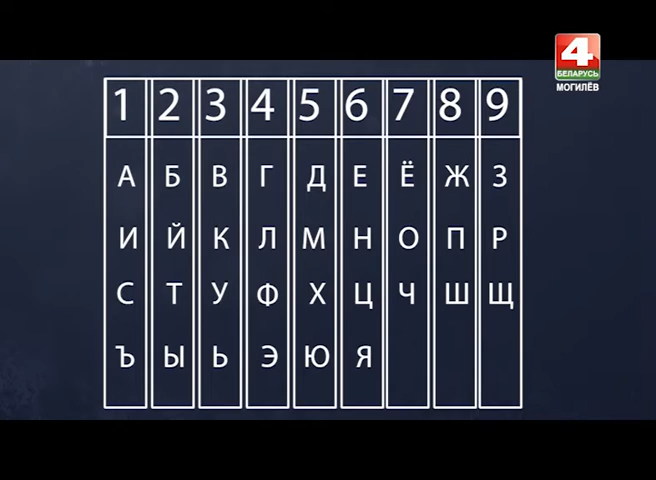 4
БЕЛАРУСЬ
МОГИЛЁВ
1 2 3 4 5 6 7 8 9
А Б В Г Д Е Ё Ж З
И Й К Л М Н О П Р
С Т У Ф Х Ц Ч Ш Щ
Ъ Ы Ь Э Ю Я